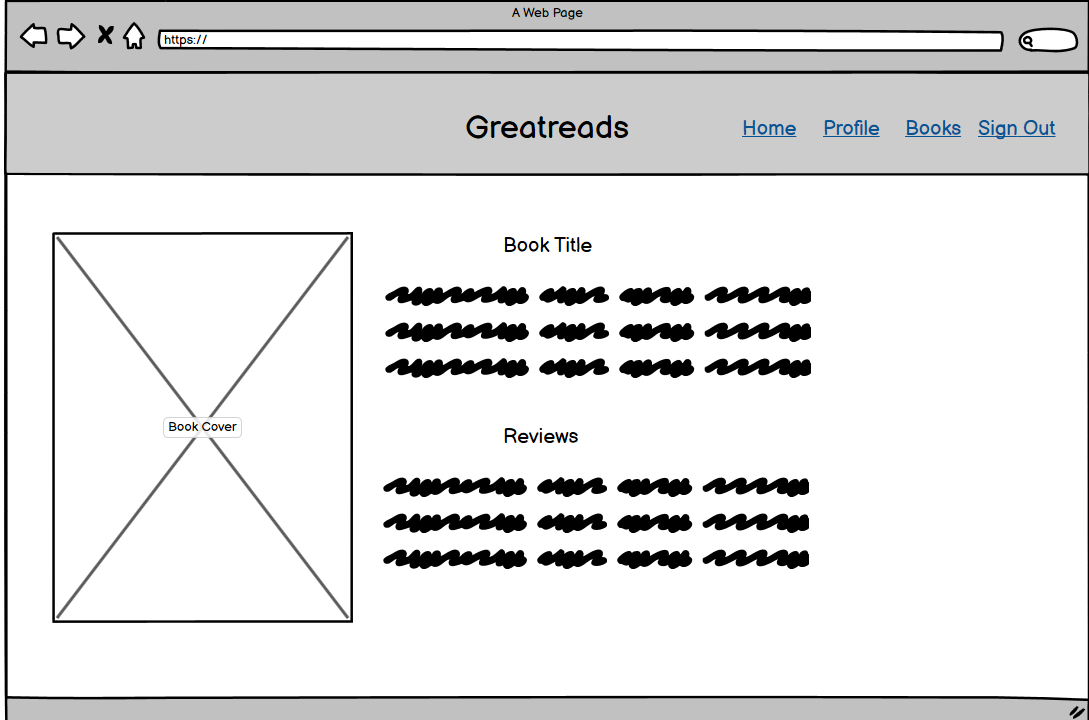 A Web Page
https://
Greatreads
Home Profile Books Sign Out
Book Title
Book Cover
Reviews